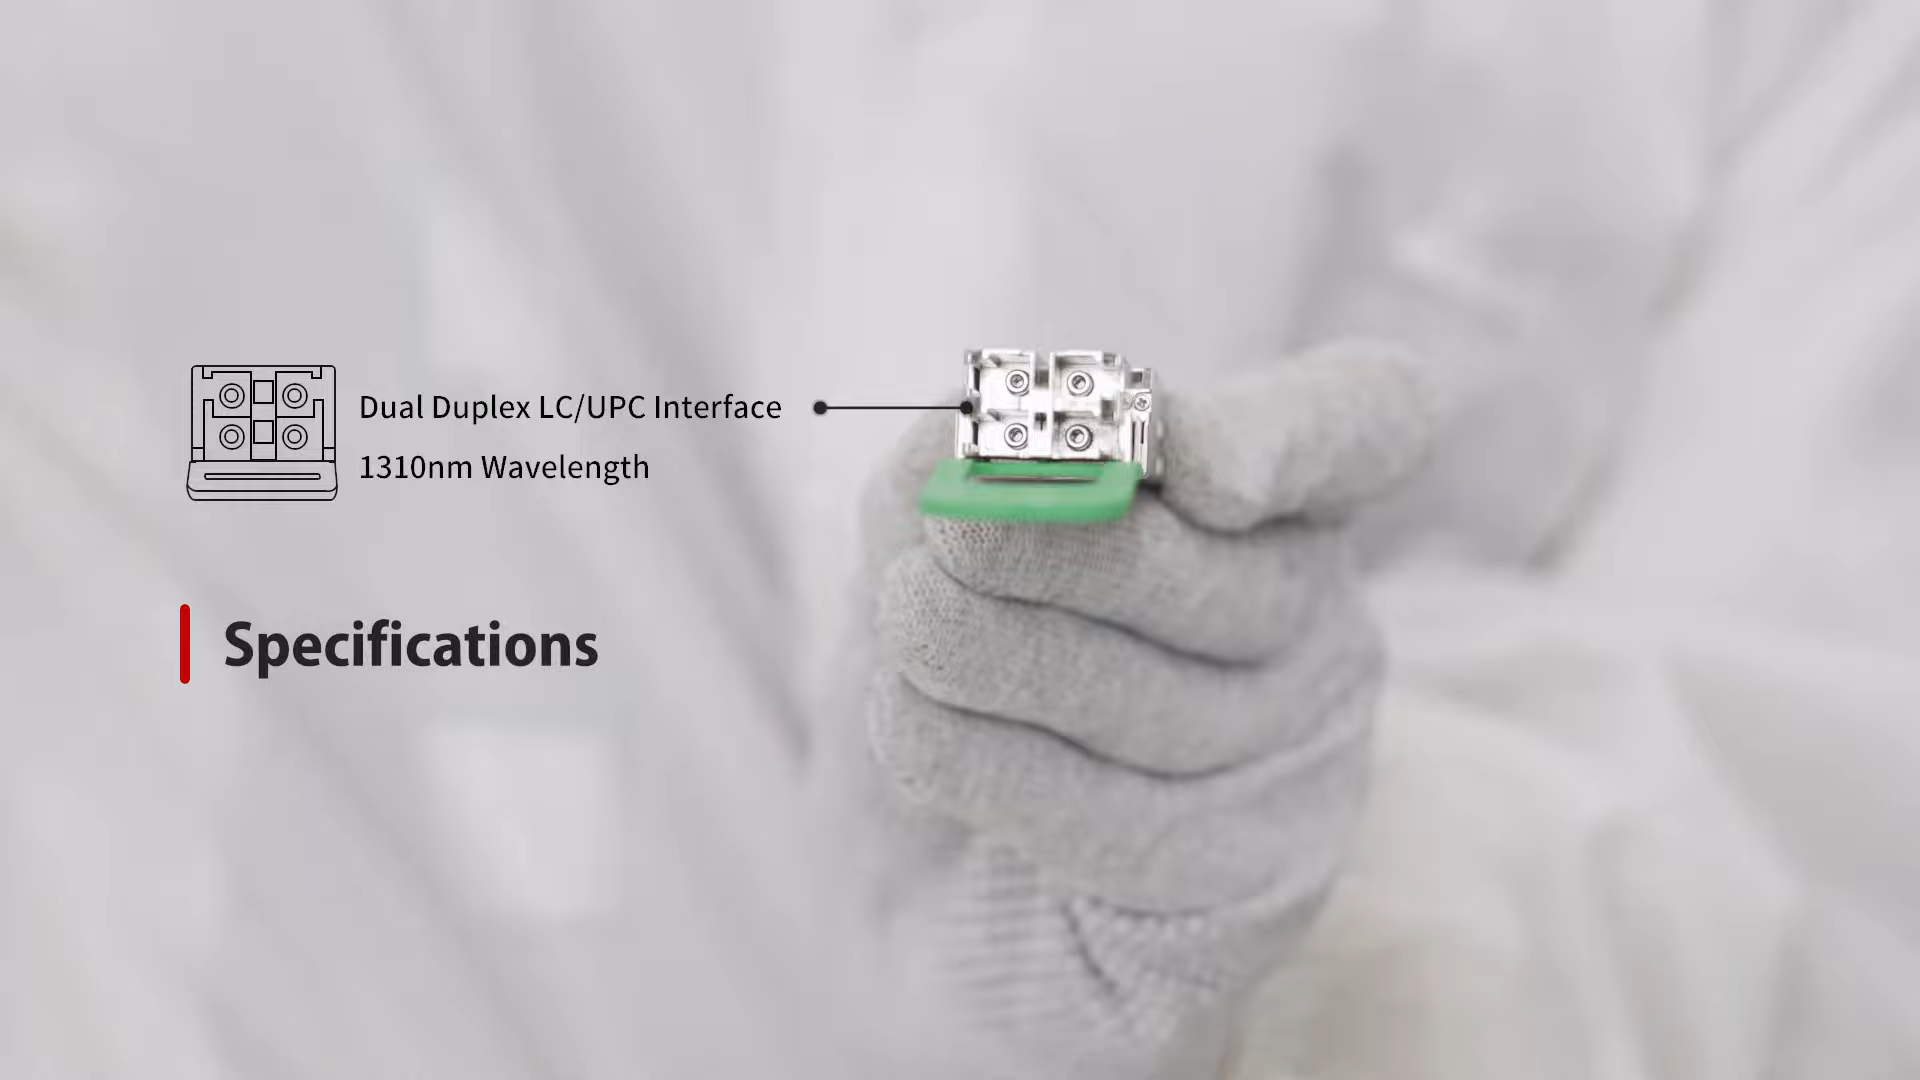 Dual Duplex LC/UPC Interface
1310nm Wavelength
Specifications